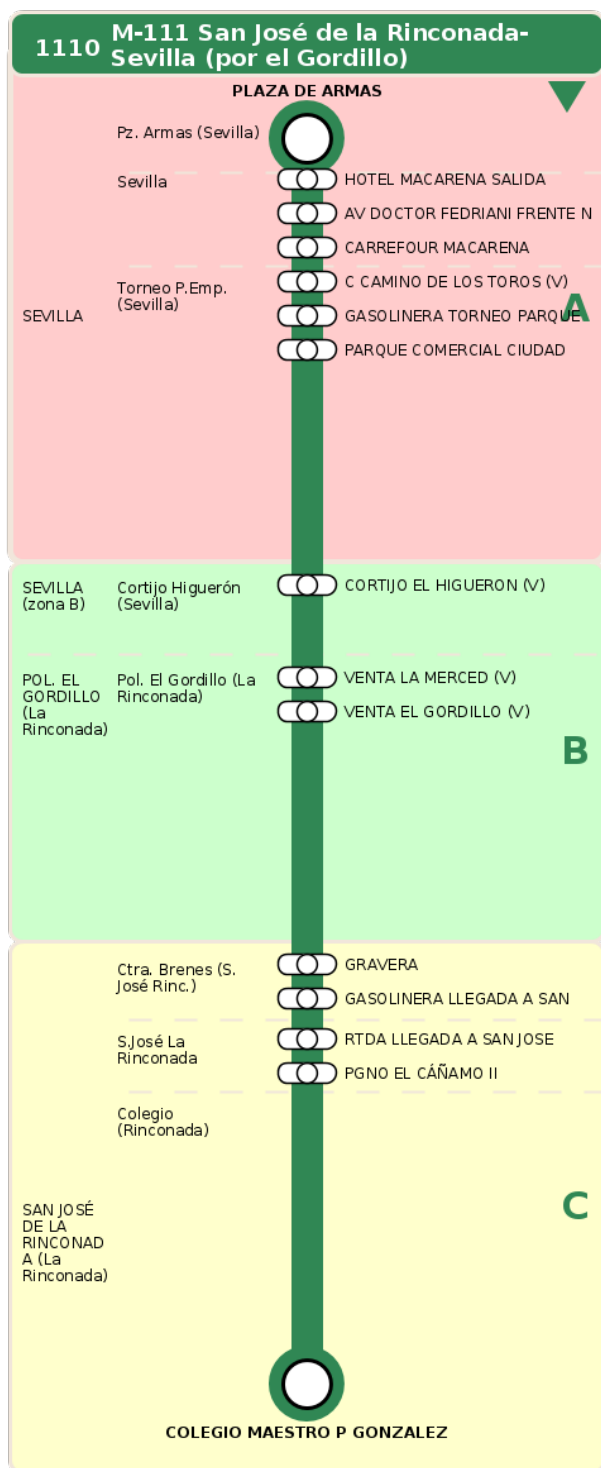 1110
M-111 San José de la Rinconada-
Sevilla (por el Gordillo)
PLAZA DE ARMAS
Pz. Armas (Sevilla)
Sevilla
HOTEL MACARENA SALIDA
AV DOCTOR FEDRIANI FRENTE N
CARREFOUR MACARENA
SEVILLA
Torneo P.Emp.
(Sevilla)
C CAMINO DE LOS TOROS (V)
GASOLINERA TORNEO PARQUE
A
PARQUE COMERCIAL CIUDAD
SEVILLA
(zona B)
Cortijo Higuerón
(Sevilla)
CORTIJO EL HIGUERON (V)
POL. EL
GORDILLO
(La
Rinconada)
Pol. El Gordillo (La
Rinconada)
VENTA LA MERCED (V)
VENTA EL GORDILLO (V)
B
Ctra. Brenes (S.
José Rinc.)
GRAVERA
GASOLINERA LLEGADA A SAN
S.José La
Rinconada
RTDA LLEGADA A SAN JOSE
PGNO EL CÁÑAMO II
Colegio
(Rinconada)
SAN JOSÉ
DE LA
RINCONAD
A (La
Rinconada)
C
COLEGIO MAESTRO P GONZALEZ